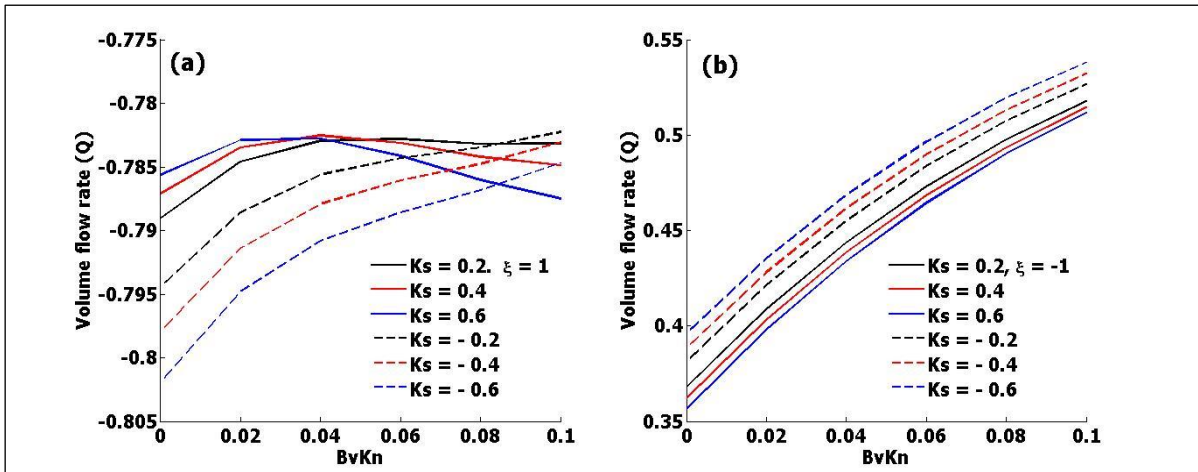 (a)
Volume flow rate (Q)
-0.775
-0.78
-0.785
-0.79
-0.795
-0.8
-0.805
0
0.02
0.04
0.06
0.08
0.1
BvKn
Ks = 0.2. ξ = 1
Ks = 0.4
Ks = 0.6
Ks = - 0.2
Ks = - 0.4
Ks = - 0.6
(b)
Volume flow rate (Q)
0.55
0.5
0.45
0.4
0.35
0
0.02
0.04
0.06
0.08
0.1
BvKn
Ks = 0.2, ξ = -1
Ks = 0.4
Ks = 0.6
Ks = - 0.2
Ks = - 0.4
Ks = - 0.6